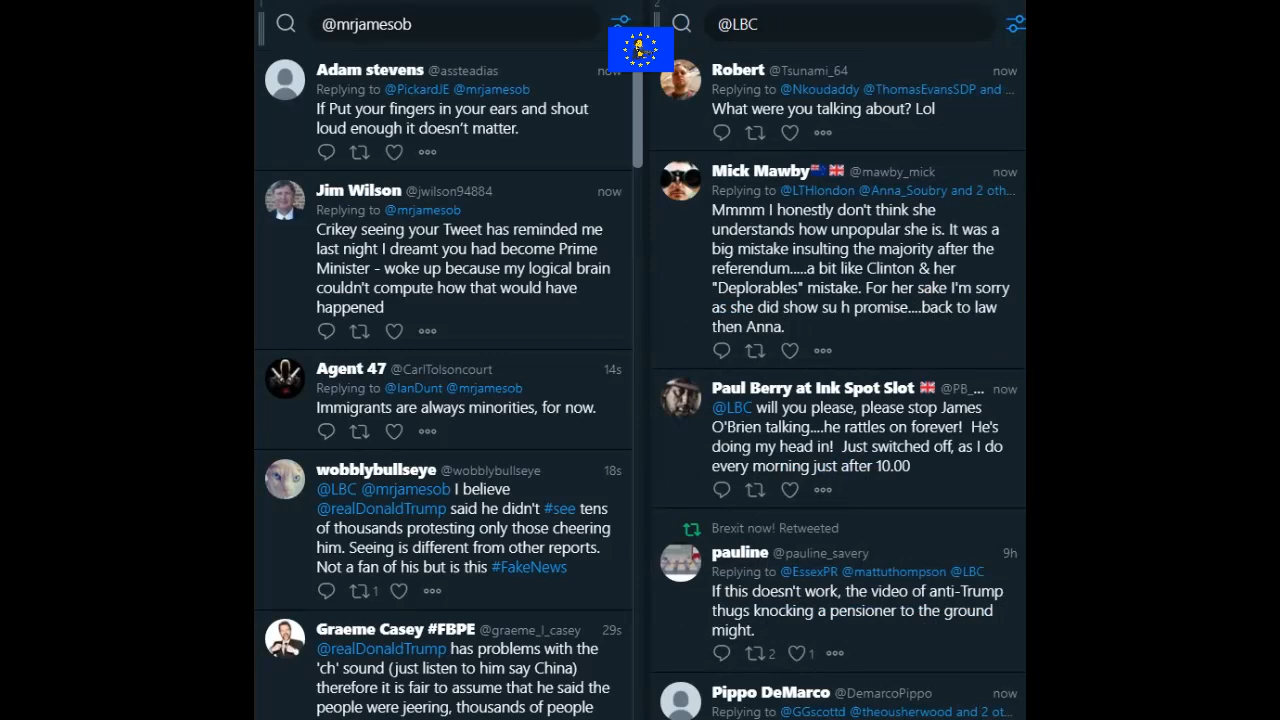 1
@mrjamesob
Adam stevens @assteadias now
Replying to @PickardJE @mrjamesob
If Put your fingers in your ears and shout
loud enough it doesn’t matter.
Jim Wilson @jwilson94884 now
Replying to @mrjamesob
Crikey seeing your Tweet has reminded me
last night I dreamt you had become Prime
Minister - woke up because my logical brain
couldn't compute how that would have
happened
Agent 47 @CarlTolsoncourt 14s
Replying to @IanDunt @mrjamesob
Immigrants are always minorities, for now.
wobblybullseye @wobblybullseye 18s
@LBC @mrjamesob I believe
@realDonaldTrump said he didn't #see tens
of thousands protesting only those cheering
him. Seeing is different from other reports.
Not a fan of his but is this #FakeNews
1
Graeme Casey #FBPE @graeme_l_casey 29s
@realDonaldTrump has problems with the
'ch' sound (just listen to him say China)
therefore it is fair to assume that he said the
people were jeering, thousands of people
2
@LBC
Robert @Tsunami_64 now
Replying to @Nkoudaddy @ThomasEvansSDP and ...
What were you talking about? Lol
Mick Mawby @mawby_mick now
Replying to @LTHlondon @Anna_Soubry and 2 oth...
Mmmm I honestly don't think she
understands how unpopular she is. It was a
big mistake insulting the majority after the
referendum.....a bit like Clinton & her
"Deplorables" mistake. For her sake I'm sorry
as she did show su h promise....back to law
then Anna.
Paul Berry at Ink Spot Slot @PB_... now
@LBC will you please, please stop James
O'Brien talking....he rattles on forever! He's
doing my head in! Just switched off, as I do
every morning just after 10.00
Brexit now! Retweeted
pauline @pauline_savery 9h
Replying to @EssexPR @mattuthompson @LBC
If this doesn't work, the video of anti-Trump
thugs knocking a pensioner to the ground
might.
2 1
Pippo DeMarco @DemarcoPippo now
Replying to @GGscottd @theousherwood and 2 ot...